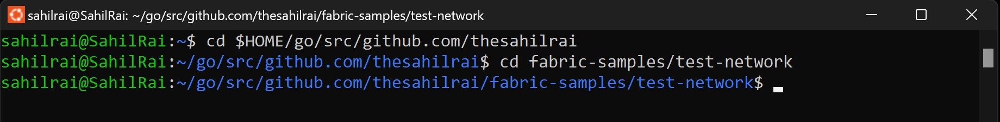 sahilrai@SahilRai: ~/go/src/github.com/thesahilrai/fabric-samples/test-network
sahilrai@SahilRai:~$ cd $HOME/go/src/github.com/thesahilrai
sahilrai@SahilRai:~/go/src/github.com/thesahilrai$ cd fabric-samples/test-network
sahilrai@SahilRai:~/go/src/github.com/thesahilrai/fabric-samples/test-network$